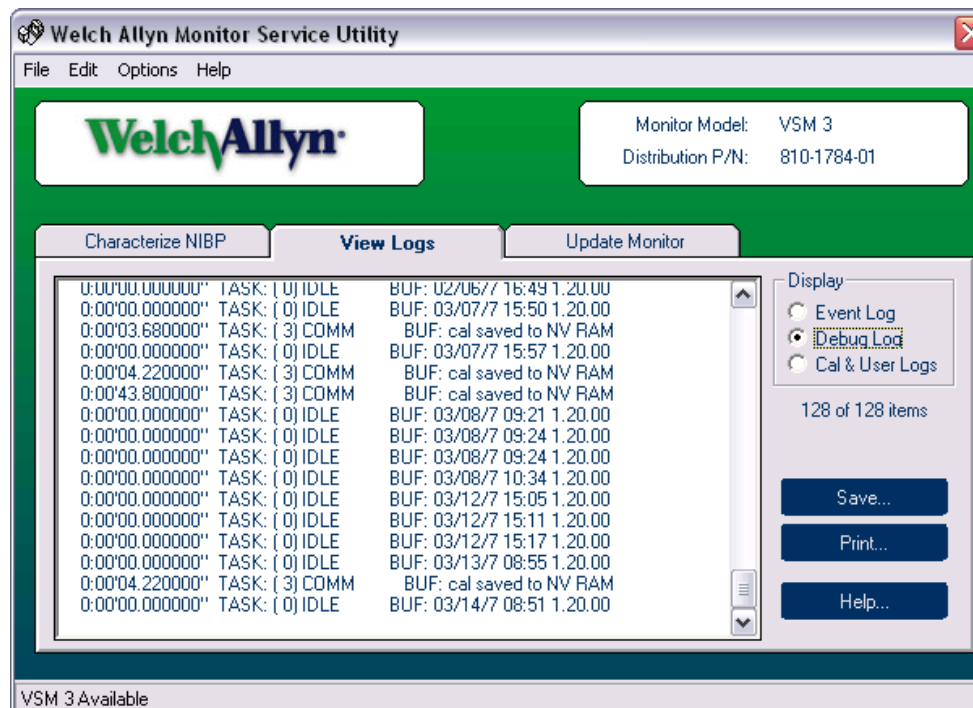 Welch Allyn Monitor Service Utility
File Edit Options Help
WelchAllyn
Monitor Model: VSM 3
Distribution P/N: 810-1784-01
Characterize NIBP
View Logs
Update Monitor
0:00'00.000000" TASK: ( 0) IDLE BUF: 02/06/7 16:49 1.20.00
0:00'00.000000" TASK: ( 0) IDLE BUF: 03/07/7 15:50 1.20.00
0:00'03.680000" TASK: ( 3) COMM BUF: cal saved to NV RAM
0:00'00.000000" TASK: ( 0) IDLE BUF: 03/07/7 15:57 1.20.00
0:00'04.220000" TASK: ( 3) COMM BUF: cal saved to NV RAM
0:00'43.800000" TASK: ( 3) COMM BUF: cal saved to NV RAM
0:00'00.000000" TASK: ( 0) IDLE BUF: 03/08/7 09:21 1.20.00
0:00'00.000000" TASK: ( 0) IDLE BUF: 03/08/7 09:24 1.20.00
0:00'00.000000" TASK: ( 0) IDLE BUF: 03/08/7 09:24 1.20.00
0:00'00.000000" TASK: ( 0) IDLE BUF: 03/08/7 10:34 1.20.00
0:00'00.000000" TASK: ( 0) IDLE BUF: 03/12/7 15:05 1.20.00
0:00'00.000000" TASK: ( 0) IDLE BUF: 03/12/7 15:11 1.20.00
0:00'00.000000" TASK: ( 0) IDLE BUF: 03/12/7 15:17 1.20.00
0:00'00.000000" TASK: ( 0) IDLE BUF: 03/13/7 08:55 1.20.00
0:00'04.220000" TASK: ( 3) COMM BUF: cal saved to NV RAM
0:00'00.000000" TASK: ( 0) IDLE BUF: 03/14/7 08:51 1.20.00
Display
Event Log
Debug Log
Cal & User Logs
128 of 128 items
Save...
Print...
Help...
VSM 3 Available